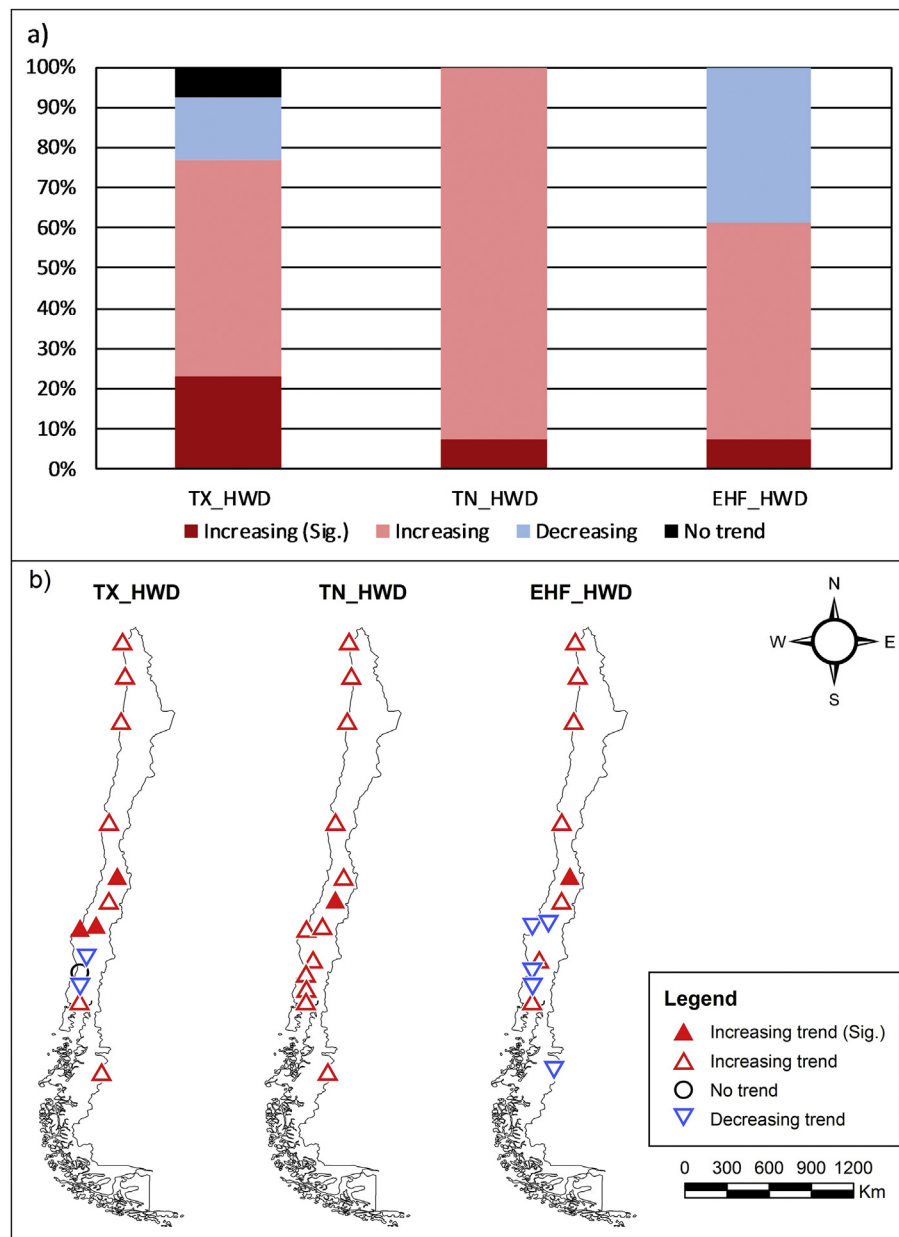 a)
100%
90%
80%
70%
60%
50%
40%
30%
20%
10%
0%
TX_HWD TN_HWD EHF_HWD
Increasing (Sig.) Increasing Decreasing No trend
b)
TX_HWD TN_HWD EHF_HWD
N
W E
S
Legend
Increasing trend (Sig.)
Increasing trend
No trend
Decreasing trend
0 300 600 900 1200
Km